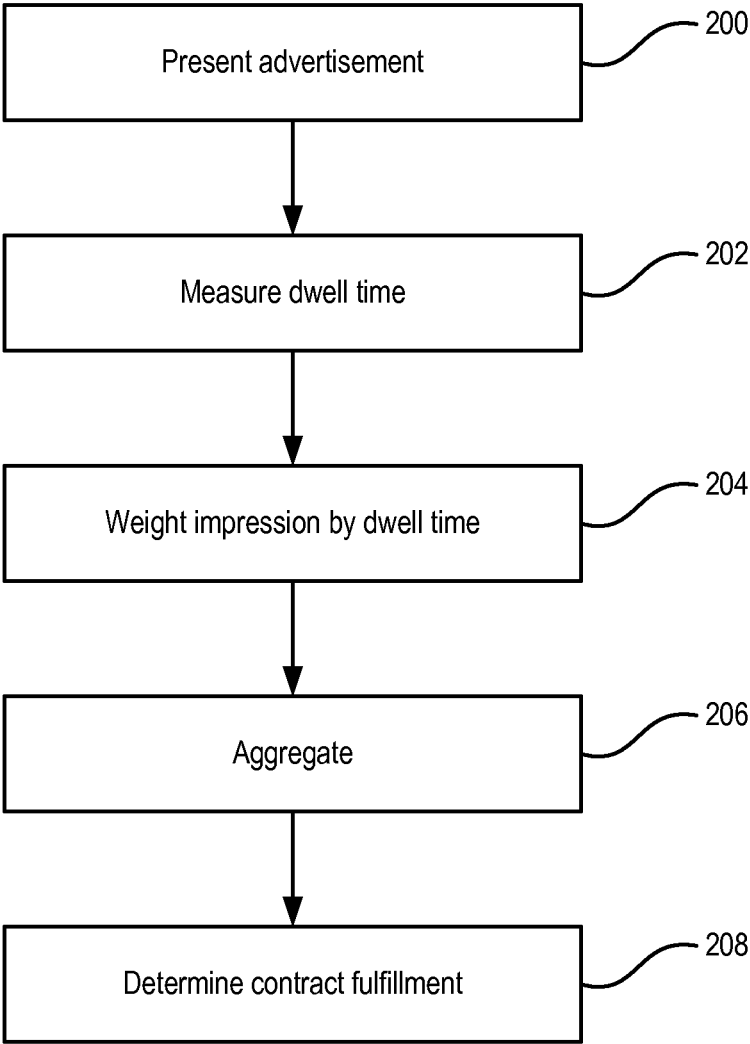 200
Present advertisement
202
Measure dwell time
204
Weight impression by dwell time
206
Aggregate
208
Determine contract fulfillment